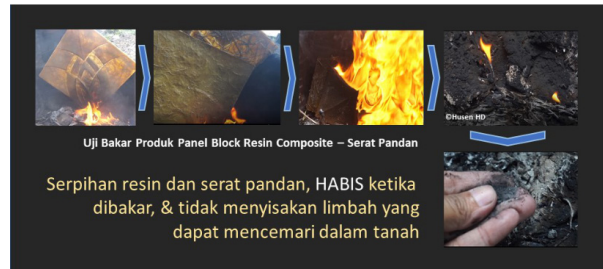 ©Husen HD
Uji Bakar Produk Panel Block Resin Composite – Serat Pandan
Serpihan resin dan serat pandan, HABIS ketika
dibakar, & tidak menyisakan limbah yang
dapat mencemari dalam tanah